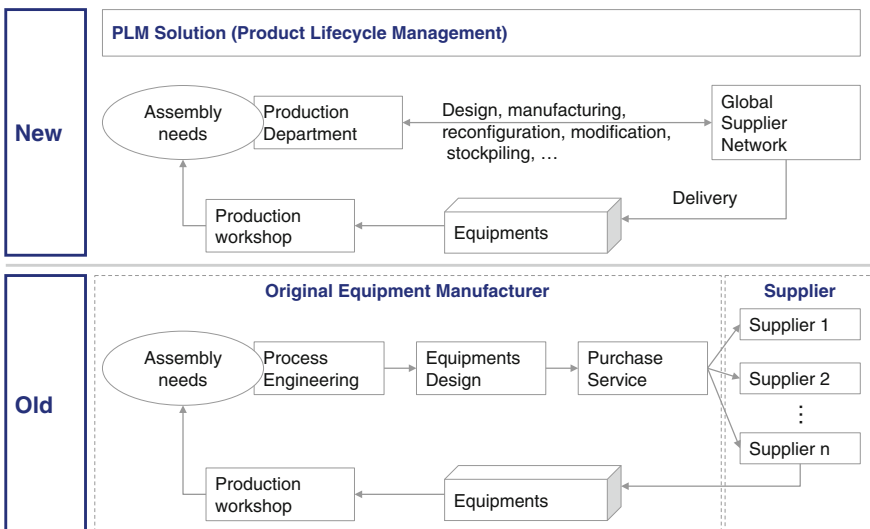 New
PLM Solution (Product Lifecycle Management)
Assembly
needs
Production
Department
Design, manufacturing,
reconfiguration, modification,
stockpiling, …
Global
Supplier
Network
Delivery
Production
workshop
Equipments
Old
Original Equipment Manufacturer
Supplier
Assembly
needs
Process
Engineering
Equipments
Design
Purchase
Service
Supplier 1
Supplier 2
⋮
Supplier n
Production
workshop
Equipments